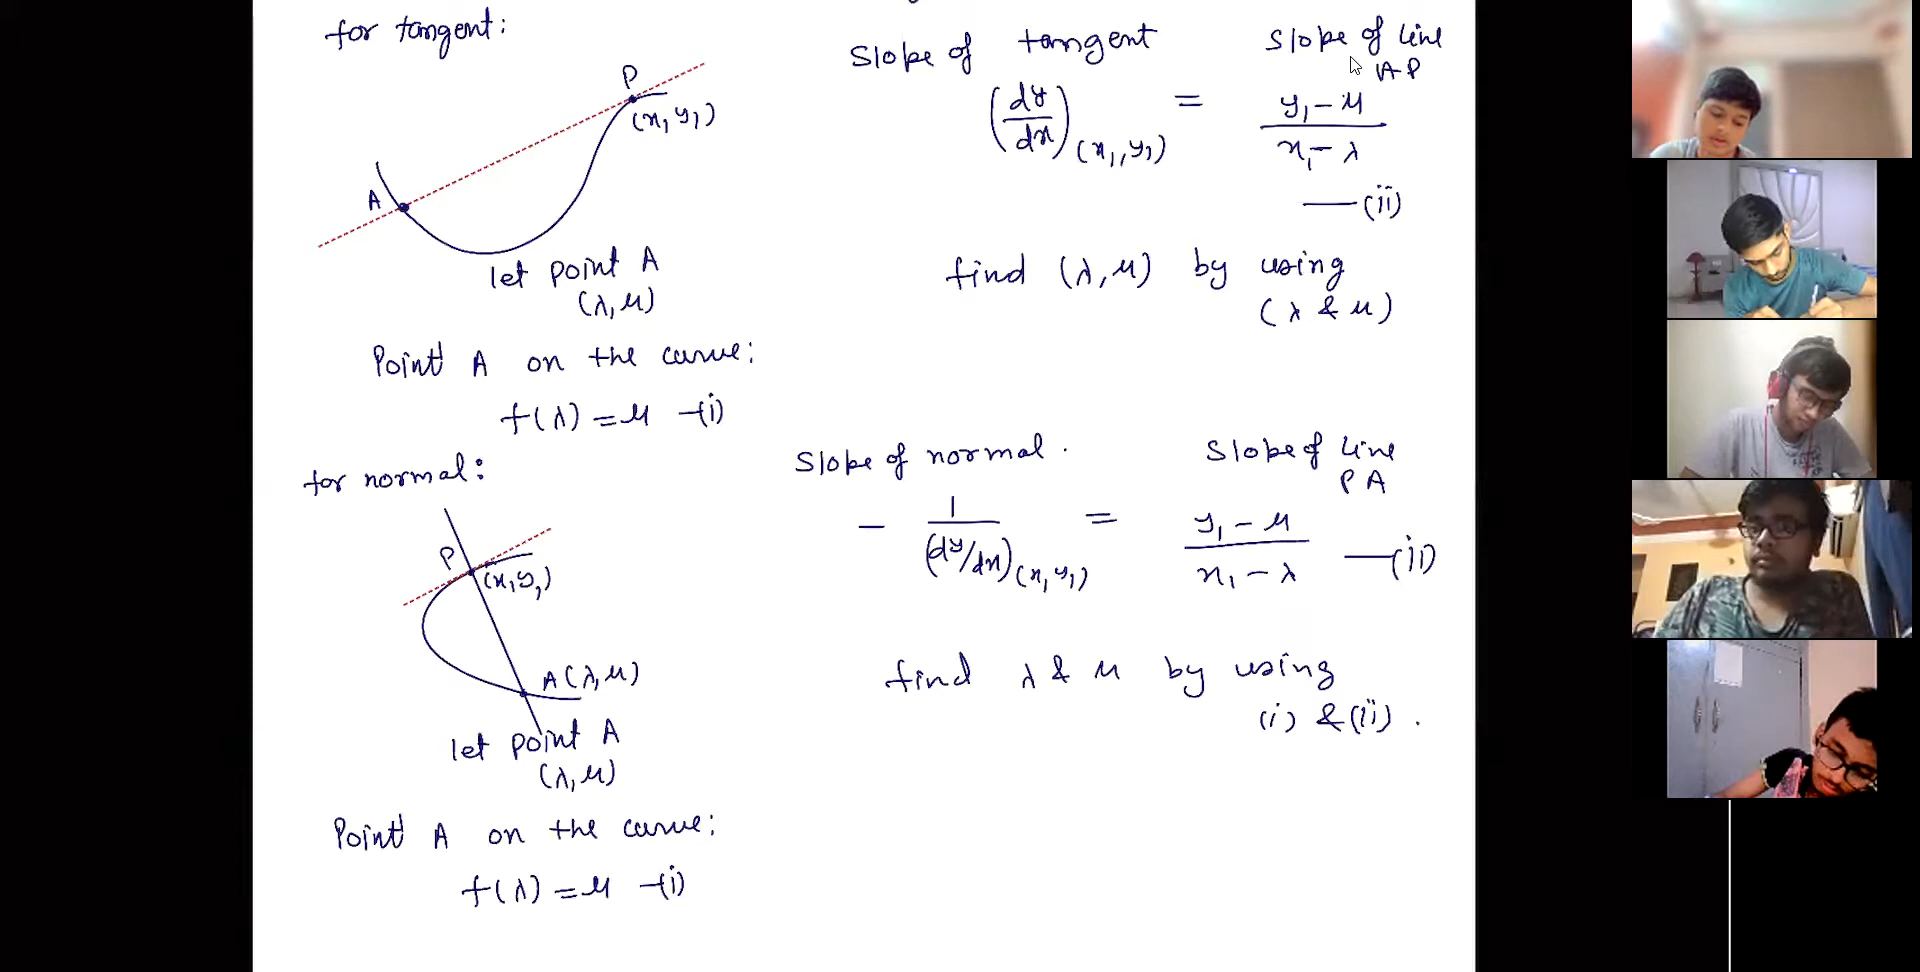 for tangent:
P
(x₁ y₁)
A
let point A
(λ, μ)
Point A on the curve:
f(λ) = μ —(i)
Slope of tangent
Slope of line
AP
(dy/dx)(x₁, y₁) = (y₁ - μ)/(x₁ - λ)
—(ii)
find (λ, μ) by using
(λ & μ)
for normal:
P
(x₁ y₁)
A(λ, μ)
let point A
(λ, μ)
Point A on the curve:
f(λ) = μ —(i)
Slope of normal.
Slope of line
PA
- 1/(dy/dx)(x₁ y₁) = (y₁ - μ)/(x₁ - λ) —(ii)
find λ & μ by using
(i) & (ii).